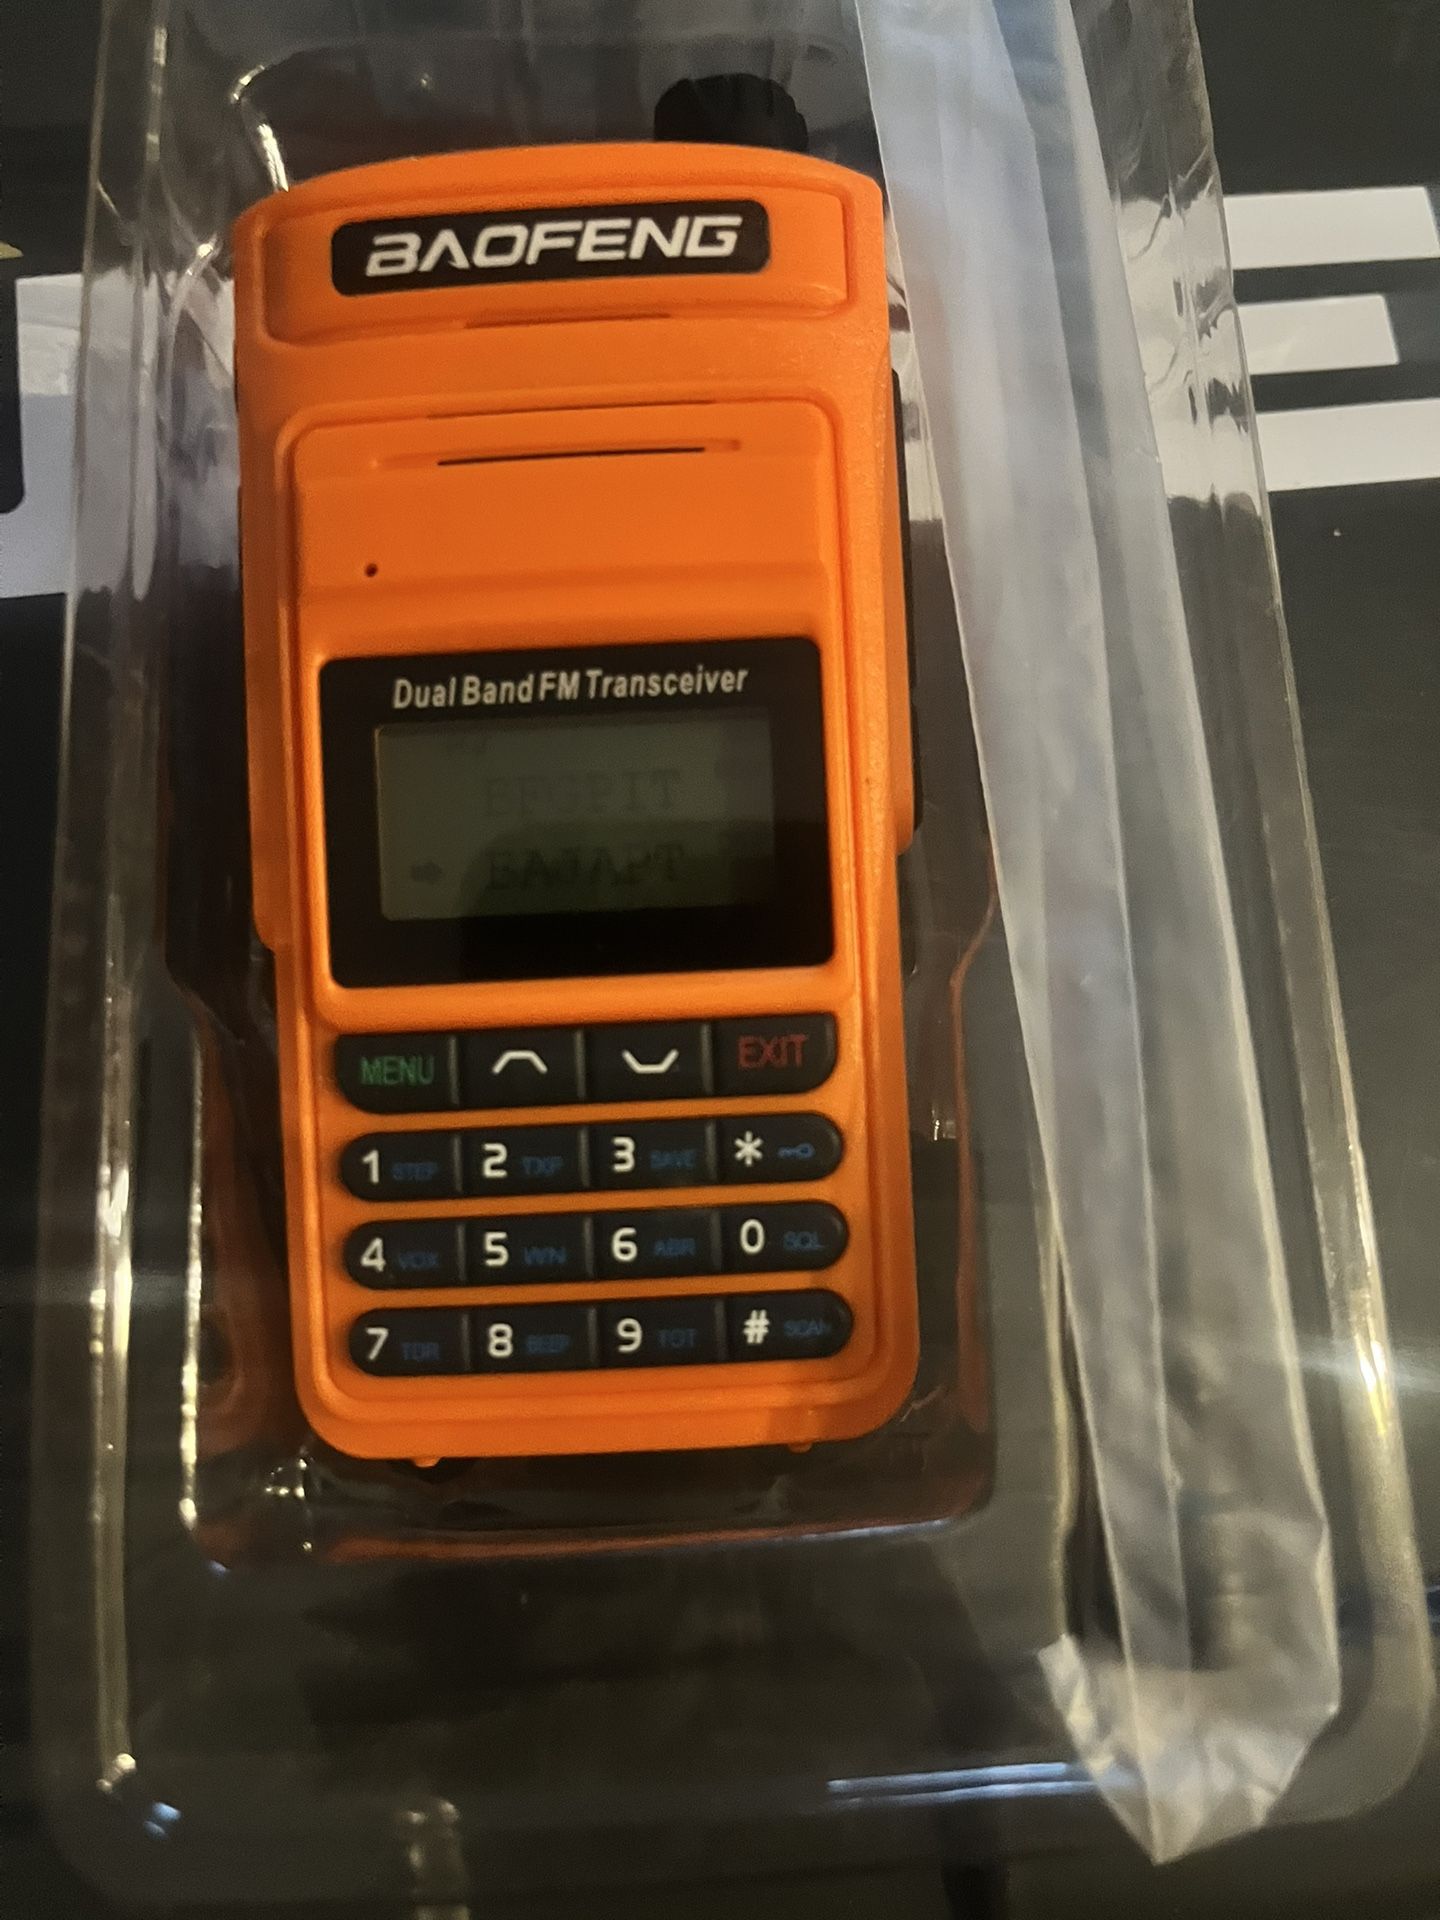 BAOFENG
Dual Band FM Transceiver
MENU EXIT
1 STEP 2 TXP 3 SAVE *
4 VOX 5 W/N 6 ABR 0 SQL
7 TDR 8 BEEP 9 TOT # SCAN